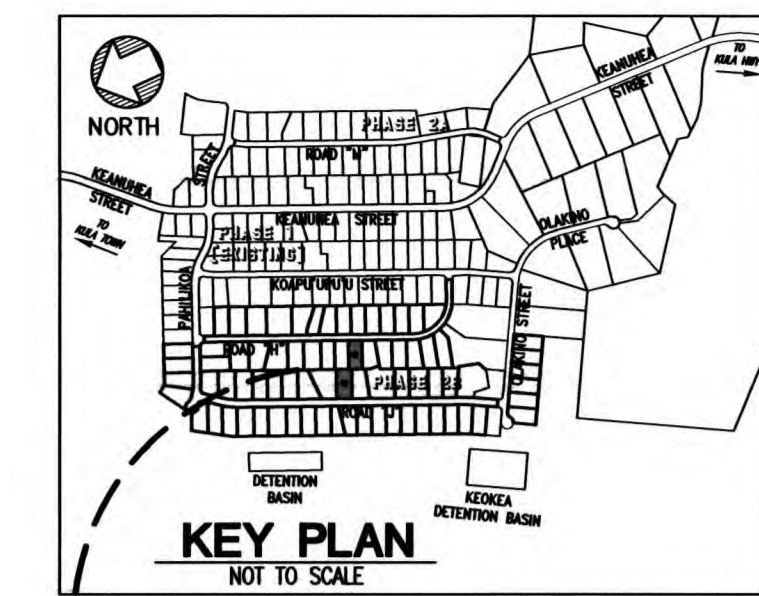 TO
KULA HWY
KEANUHEA
STREET
NORTH
PHASE 2A
ROAD "M"
STREET
KEANUHEA
STREET
TO
KULA TOWN
KEANUHEA STREET
OLAKINO
PLACE
PHASE 1
[EXISTING]
PAHILIKOA
KOAPU'UPU'U STREET
OLAKINO STREET
ROAD "H"
PHASE 2B
ROAD "J"
DETENTION
BASIN
KEOKEA
DETENTION BASIN
KEY PLAN
NOT TO SCALE